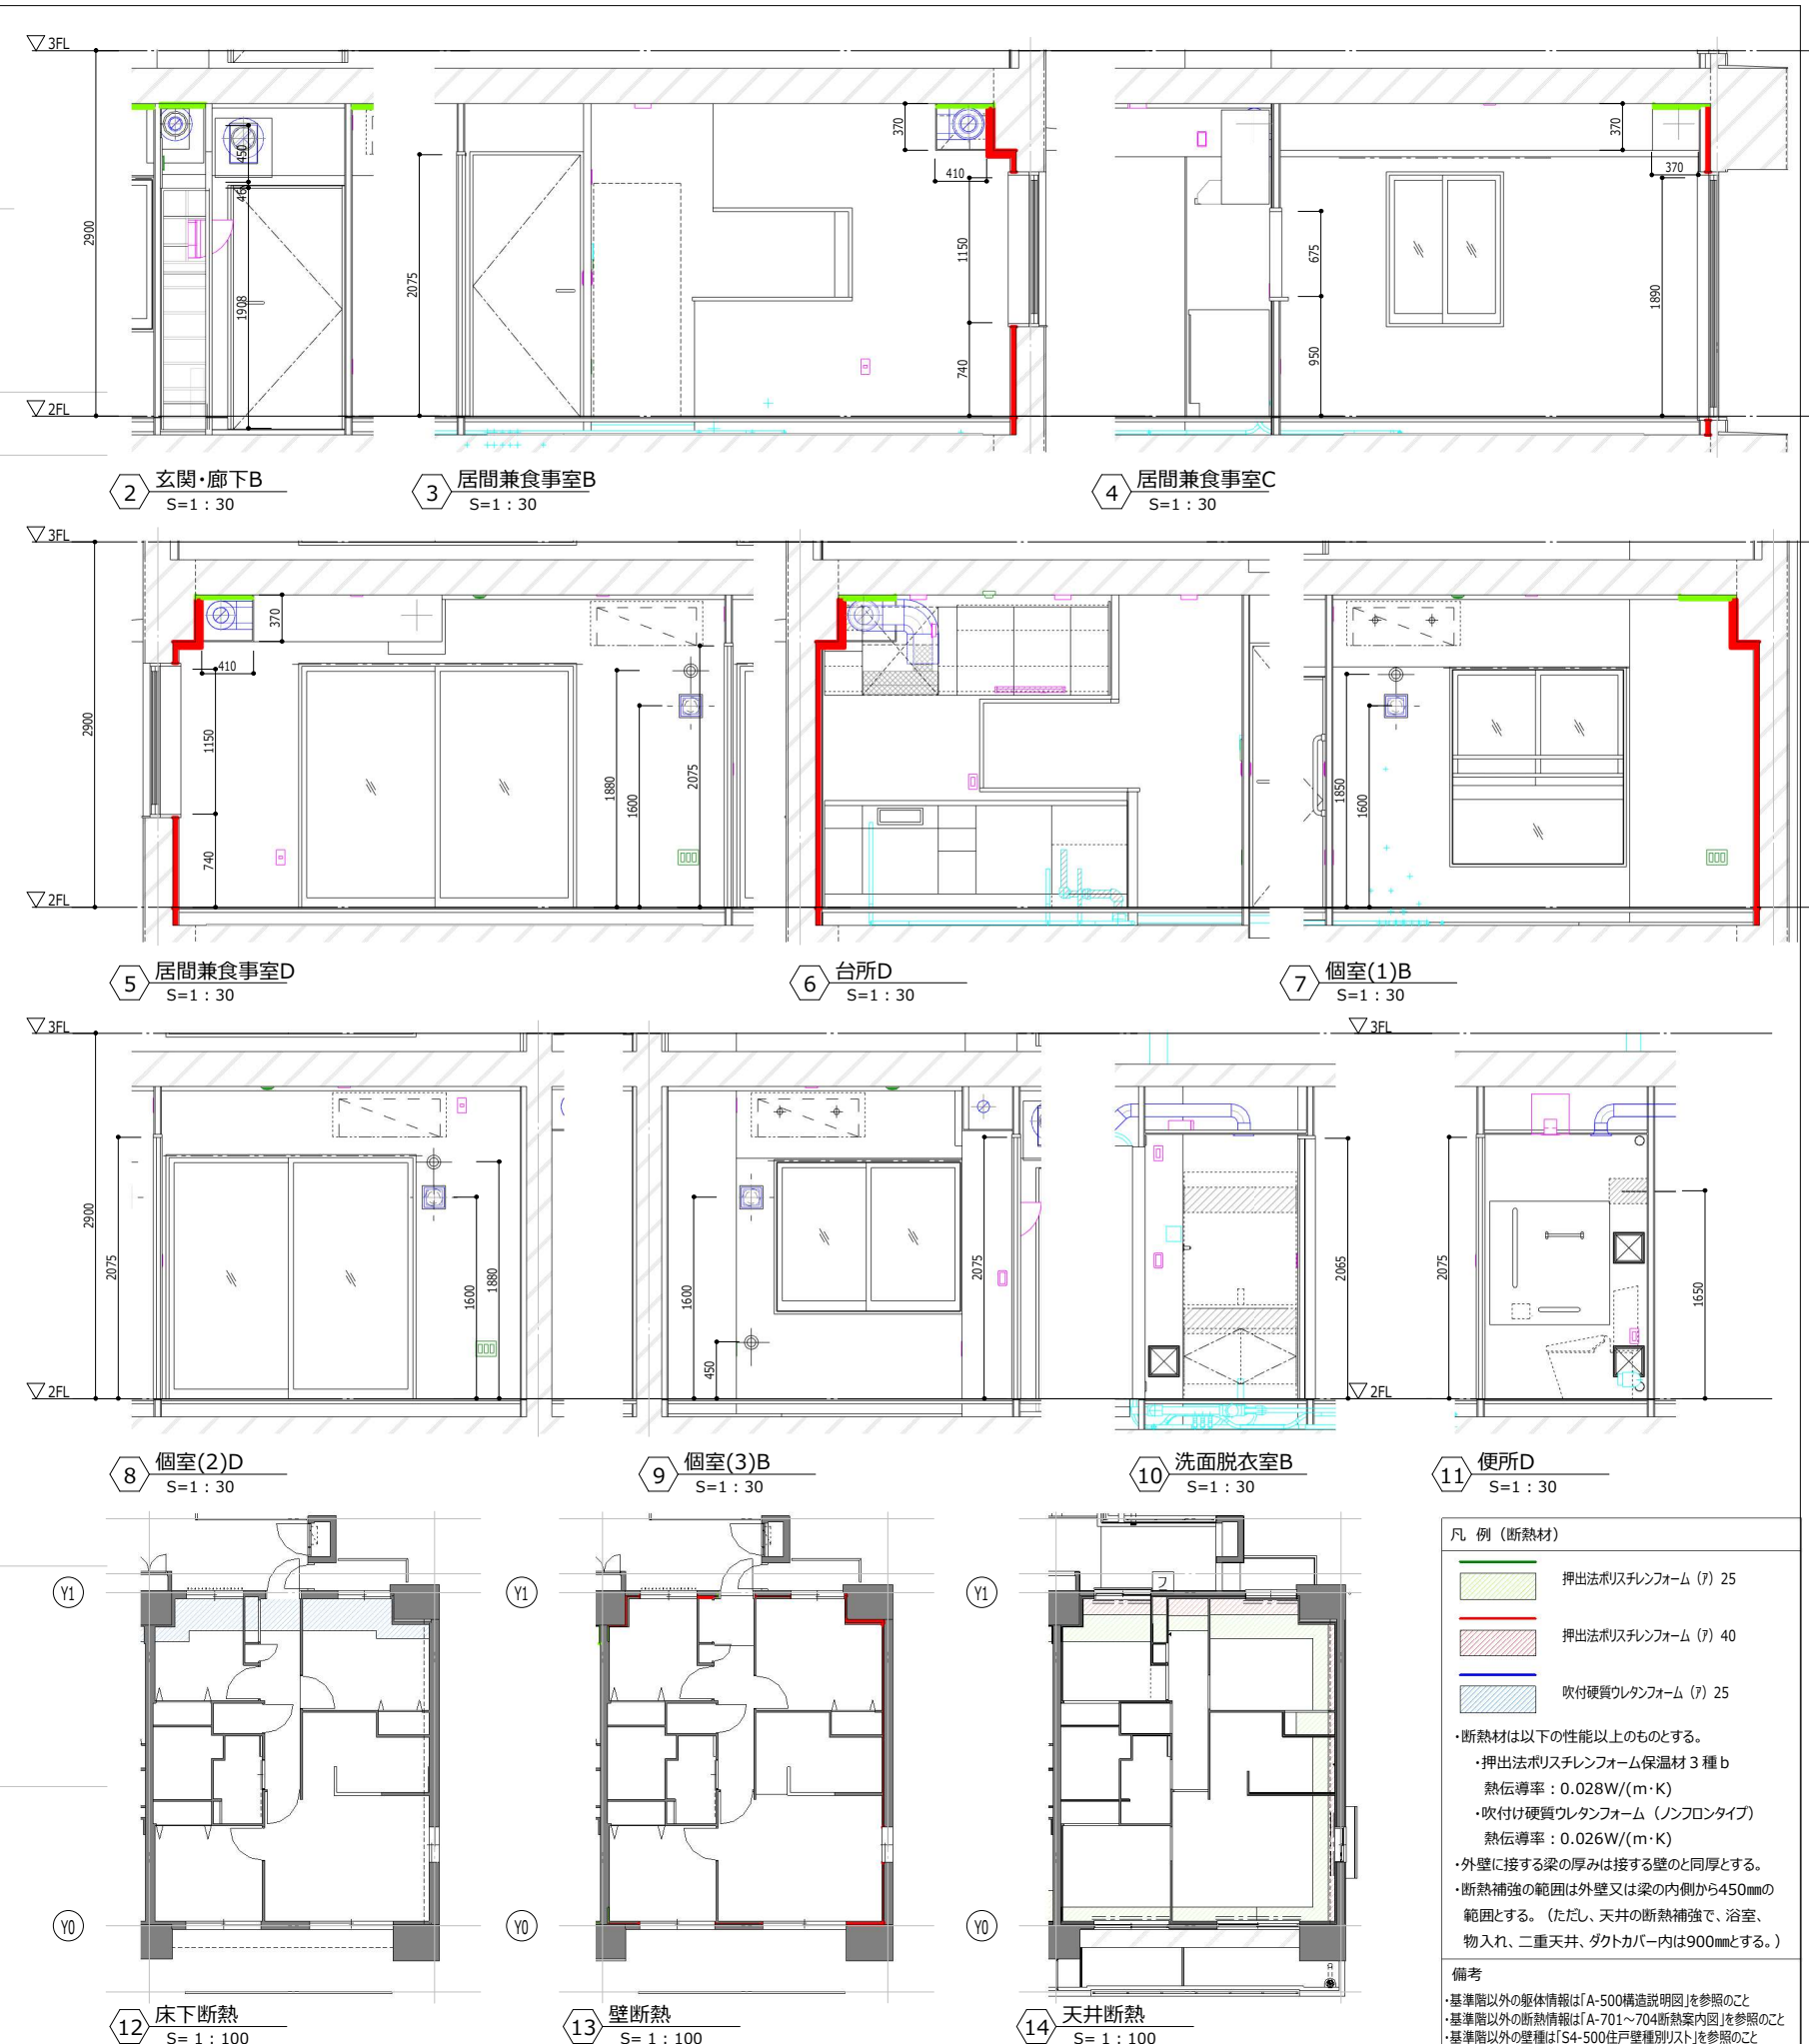 ▽3FL
2900
450
46
1908
2075
370
410
1150
740
370
370
675
950
1890
▽2FL
2 玄関・廊下B
S=1：30
3 居間兼食事室B
S=1：30
4 居間兼食事室C
S=1：30
▽3FL
2900
370
410
1150
740
1880
1600
2075
1850
1600
▽2FL
5 居間兼食事室D
S=1：30
6 台所D
S=1：30
7 個室(1)B
S=1：30
▽3FL
▽3FL
2900
2075
1600
1880
1600
450
2075
2065
2075
1650
▽2FL
▽2FL
8 個室(2)D
S=1：30
9 個室(3)B
S=1：30
10 洗面脱衣室B
S=1：30
11 便所D
S=1：30
Y1
Y0
12 床下断熱
S= 1：100
Y1
Y0
13 壁断熱
S= 1：100
Y1
フ
Y0
14 天井断熱
S= 1：100
凡 例（断熱材）
押出法ポリスチレンフォーム（ア）25
押出法ポリスチレンフォーム（ア）40
吹付硬質ウレタンフォーム（ア）25
・断熱材は以下の性能以上のものとする。
・押出法ポリスチレンフォーム保温材３種ｂ
熱伝導率：0.028W/(m･K)
・吹付け硬質ウレタンフォーム（ノンフロンタイプ）
熱伝導率：0.026W/(m･K)
・外壁に接する梁の厚みは接する壁のと同厚とする。
・断熱補強の範囲は外壁又は梁の内側から450㎜の
範囲とする。（ただし、天井の断熱補強で、浴室、
物入れ、二重天井、ダクトカバー内は900㎜とする。）
備考
・基準階以外の躯体情報は｢A-500構造説明図｣を参照のこと
・基準階以外の断熱情報は｢A-701～704断熱案内図｣を参照のこと
・基準階以外の壁種は｢S4-500住戸壁種別リスト｣を参照のこと